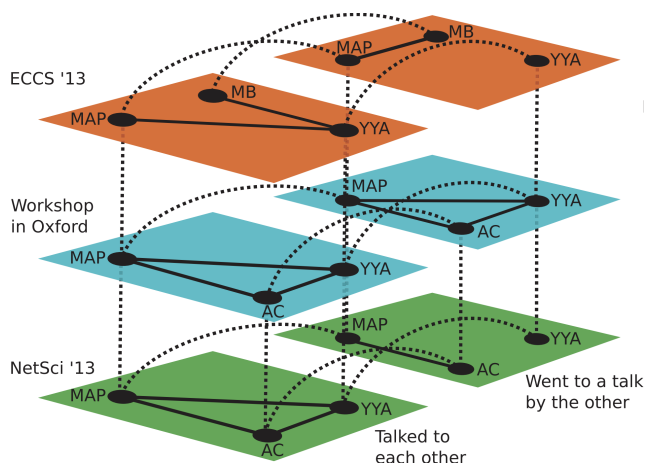 MB
MAP
YYA
ECCS '13
MB
MAP
YYA
MAP
Workshop
in Oxford
YYA
AC
MAP
YYA
AC
MAP
YYA
NetSci '13
AC
MAP
YYA
AC
Went to a talk
by the other
Talked to
each other